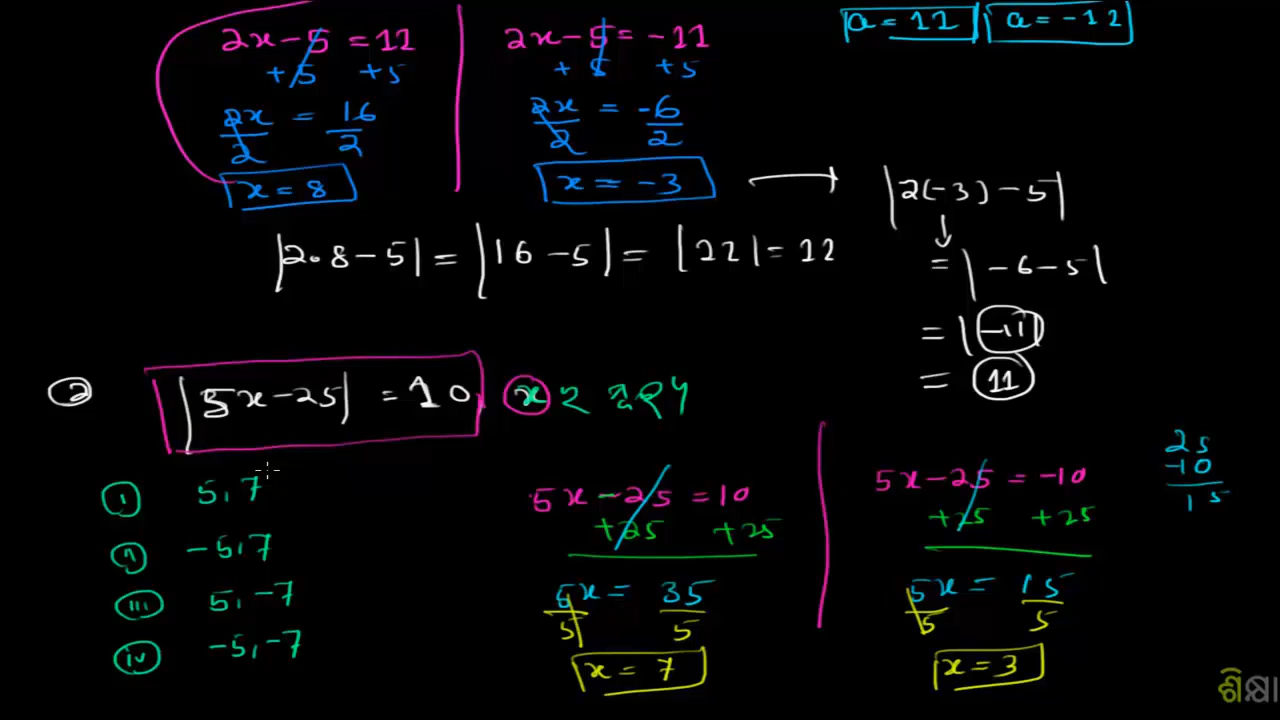 2x-5 = 11
+5 +5
2x/2 = 16/2
x = 8
2x-5 = -11
+5 +5
2x/2 = -6/2
x = -3
a = 11 a = -12
|2(-3) - 5|
= |-6-5|
= |-11|
= 11
|2.8-5| = |16-5| = |22| = 12
2 |5x-25| = 10
i 5, 7
ii -5, 7
iii 5, -7
iv -5, -7
5x-25 = 10
+25 +25
5x/5 = 35/5
x = 7
5x-25 = -10
+25 +25
5x/5 = 15/5
x = 3
25
-10
15